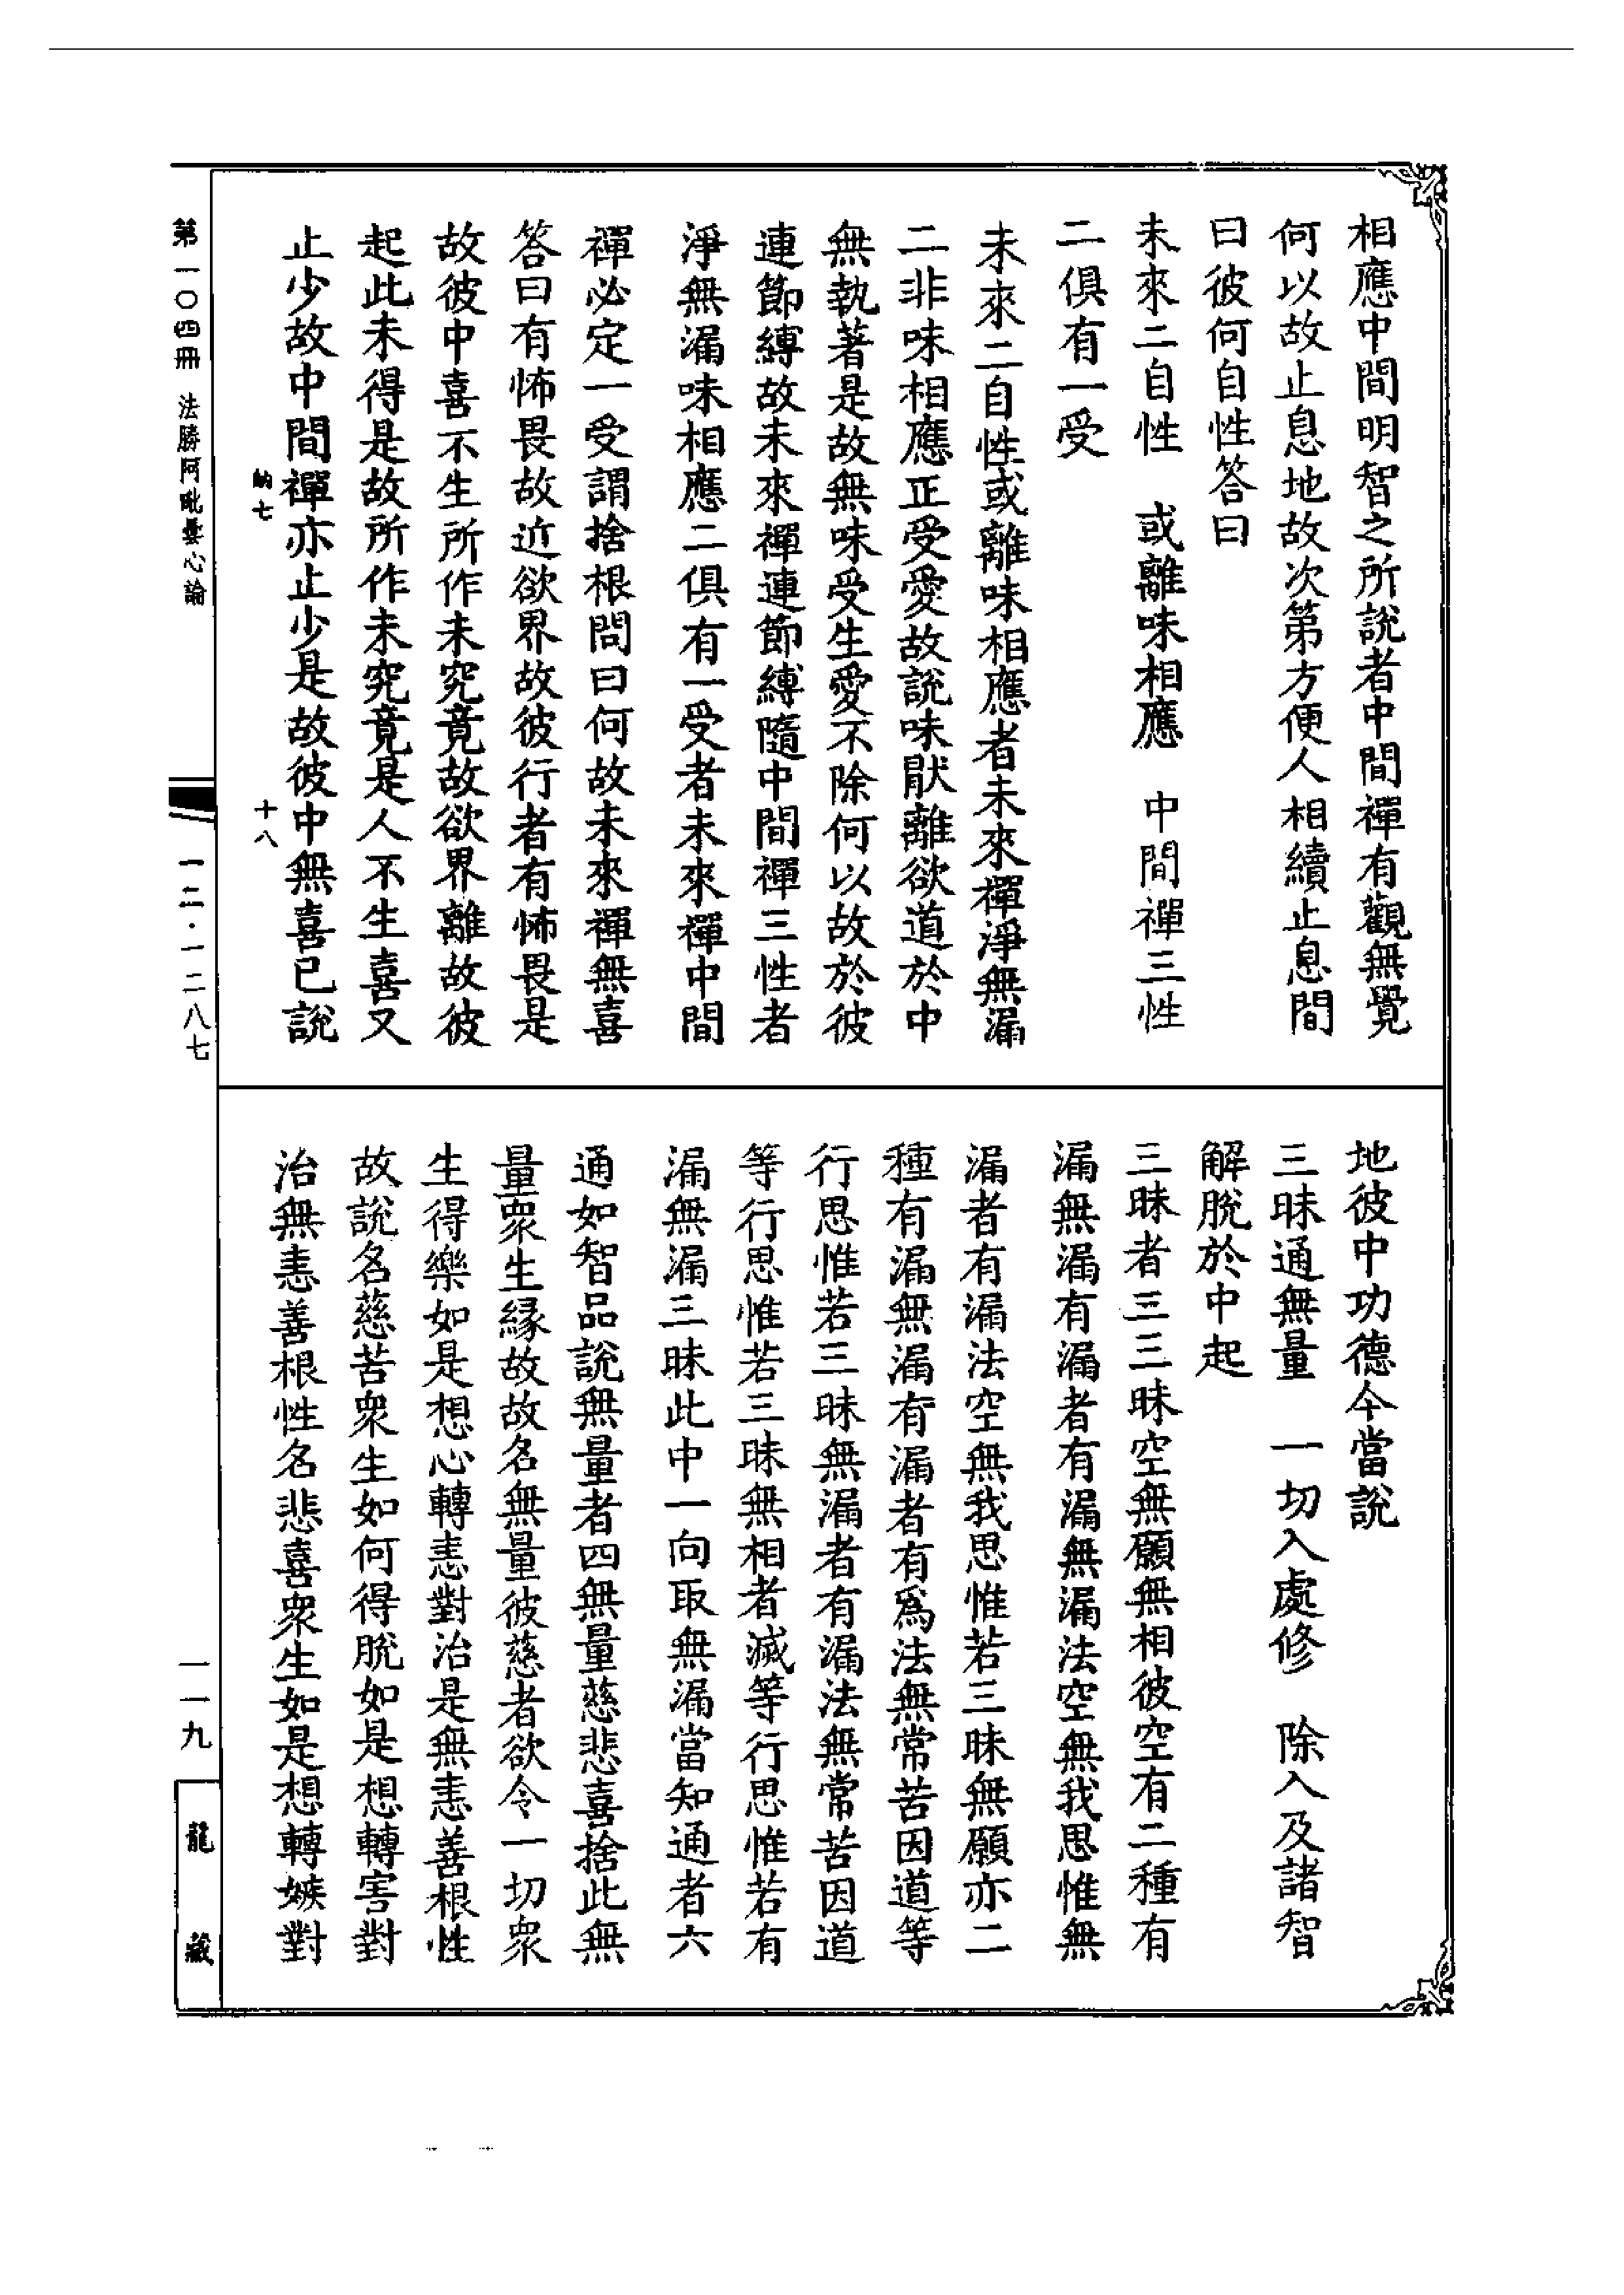 相應中間明智之所說者中間禪有觀無覺
何以故止息地故次第方便人相續止息間
曰彼何自性答曰
未來二自性　或離味相應　中間禪三性
二俱有一受
未來二自性或離味相應者未來禪淨無漏
二非味相應正受愛故說味猒離欲道於中
無執著是故無味受生愛不除何以故於彼
連節縛故未來禪連節縛隨中間禪三性者
淨無漏味相應二俱有一受者未來禪中間
禪必定一受謂捨根問曰何故未來禪無喜
答曰有怖畏故近欲界故彼行者有怖畏是
故彼中喜不生所作未究竟故欲界離故彼
起此未得是故所作未究竟是人不生喜又
止少故中間禪亦止少是故彼中無喜已說
納七
十八
地彼中功德今當說
三昧通無量　一切入處修　除入及諸智
解脫於中起
三昧者三三昧空無願無相彼空有二種有
漏無漏有漏者有漏無漏法空無我思惟無
漏者有漏法空無我思惟若三昧無願亦二
種有漏無漏有漏者有為法無常苦因道等
行思惟若三昧無漏者有漏法無常苦因道
等行思惟若三昧無相者滅等行思惟若有
漏無漏三昧此中一向取無漏當知通者六
通如智品說無量者四無量慈悲喜捨此無
量眾生緣故故名無量彼慈者欲令一切眾
生得樂如是想心轉恚對治是無恚善根性
故說名慈苦眾生如何得脫如是想轉害對
治無恚善根性名悲喜眾生如是想轉嫉對
第一〇四冊　法勝阿毗曇心論
一二·一二八七
一一九
龍藏